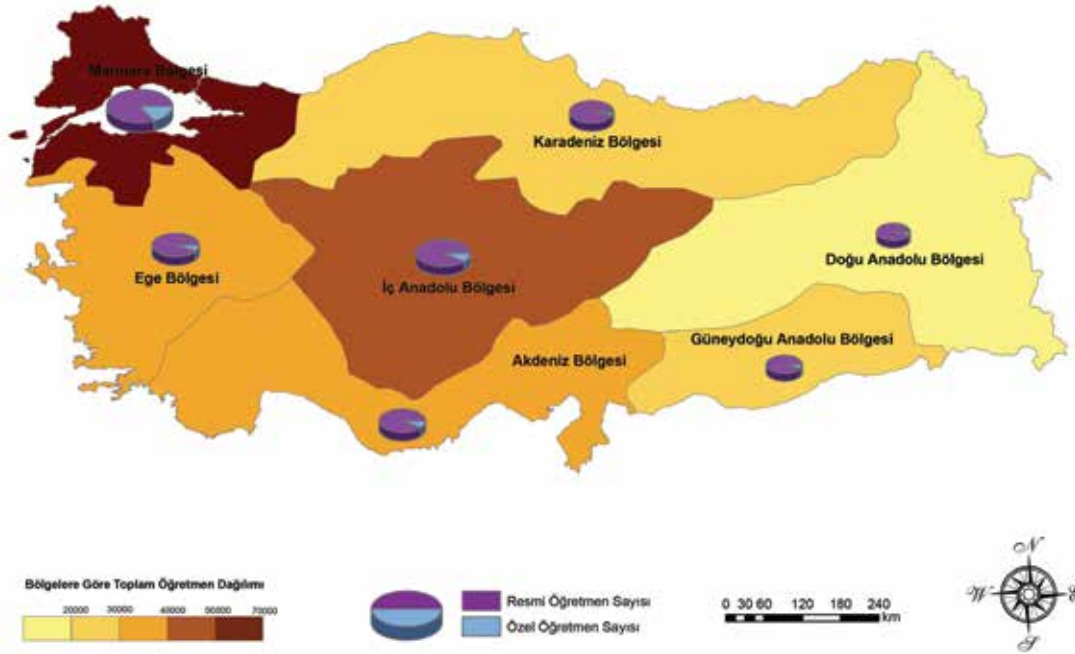 Marmara Bölgesi
Karadeniz Bölgesi
Doğu Anadolu Bölgesi
Ege Bölgesi
İç Anadolu Bölgesi
Güneydoğu Anadolu Bölgesi
Akdeniz Bölgesi
Bölgelere Göre Toplam Öğretmen Dağılımı
20000 30000 40000 50000 70000
Resmi Öğretmen Sayısı
Özel Öğretmen Sayısı
0 30 60 120 180 240
km
N
W E
S